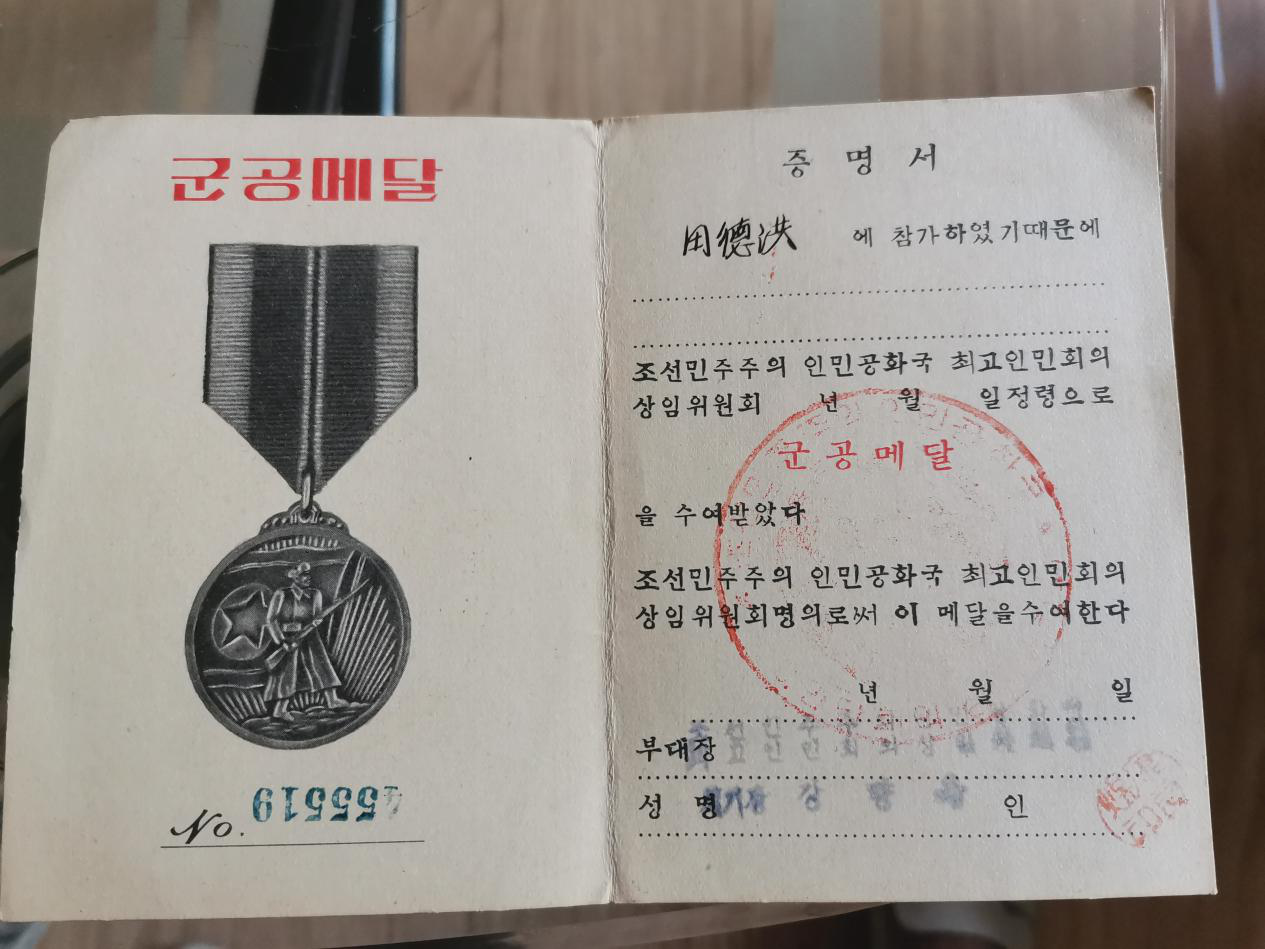 군공메달
No. 455519
증명서
田德洪 에 참가하였기때문에
조선민주주의 인민공화국 최고인민회의
상임위원회 년 월 일정령으로
군공메달
을 수여받았다
조선민주주의 인민공화국 최고인민회의
상임위원회명의로써 이 메달을수여한다
년 월 일
부대장
성 명 인